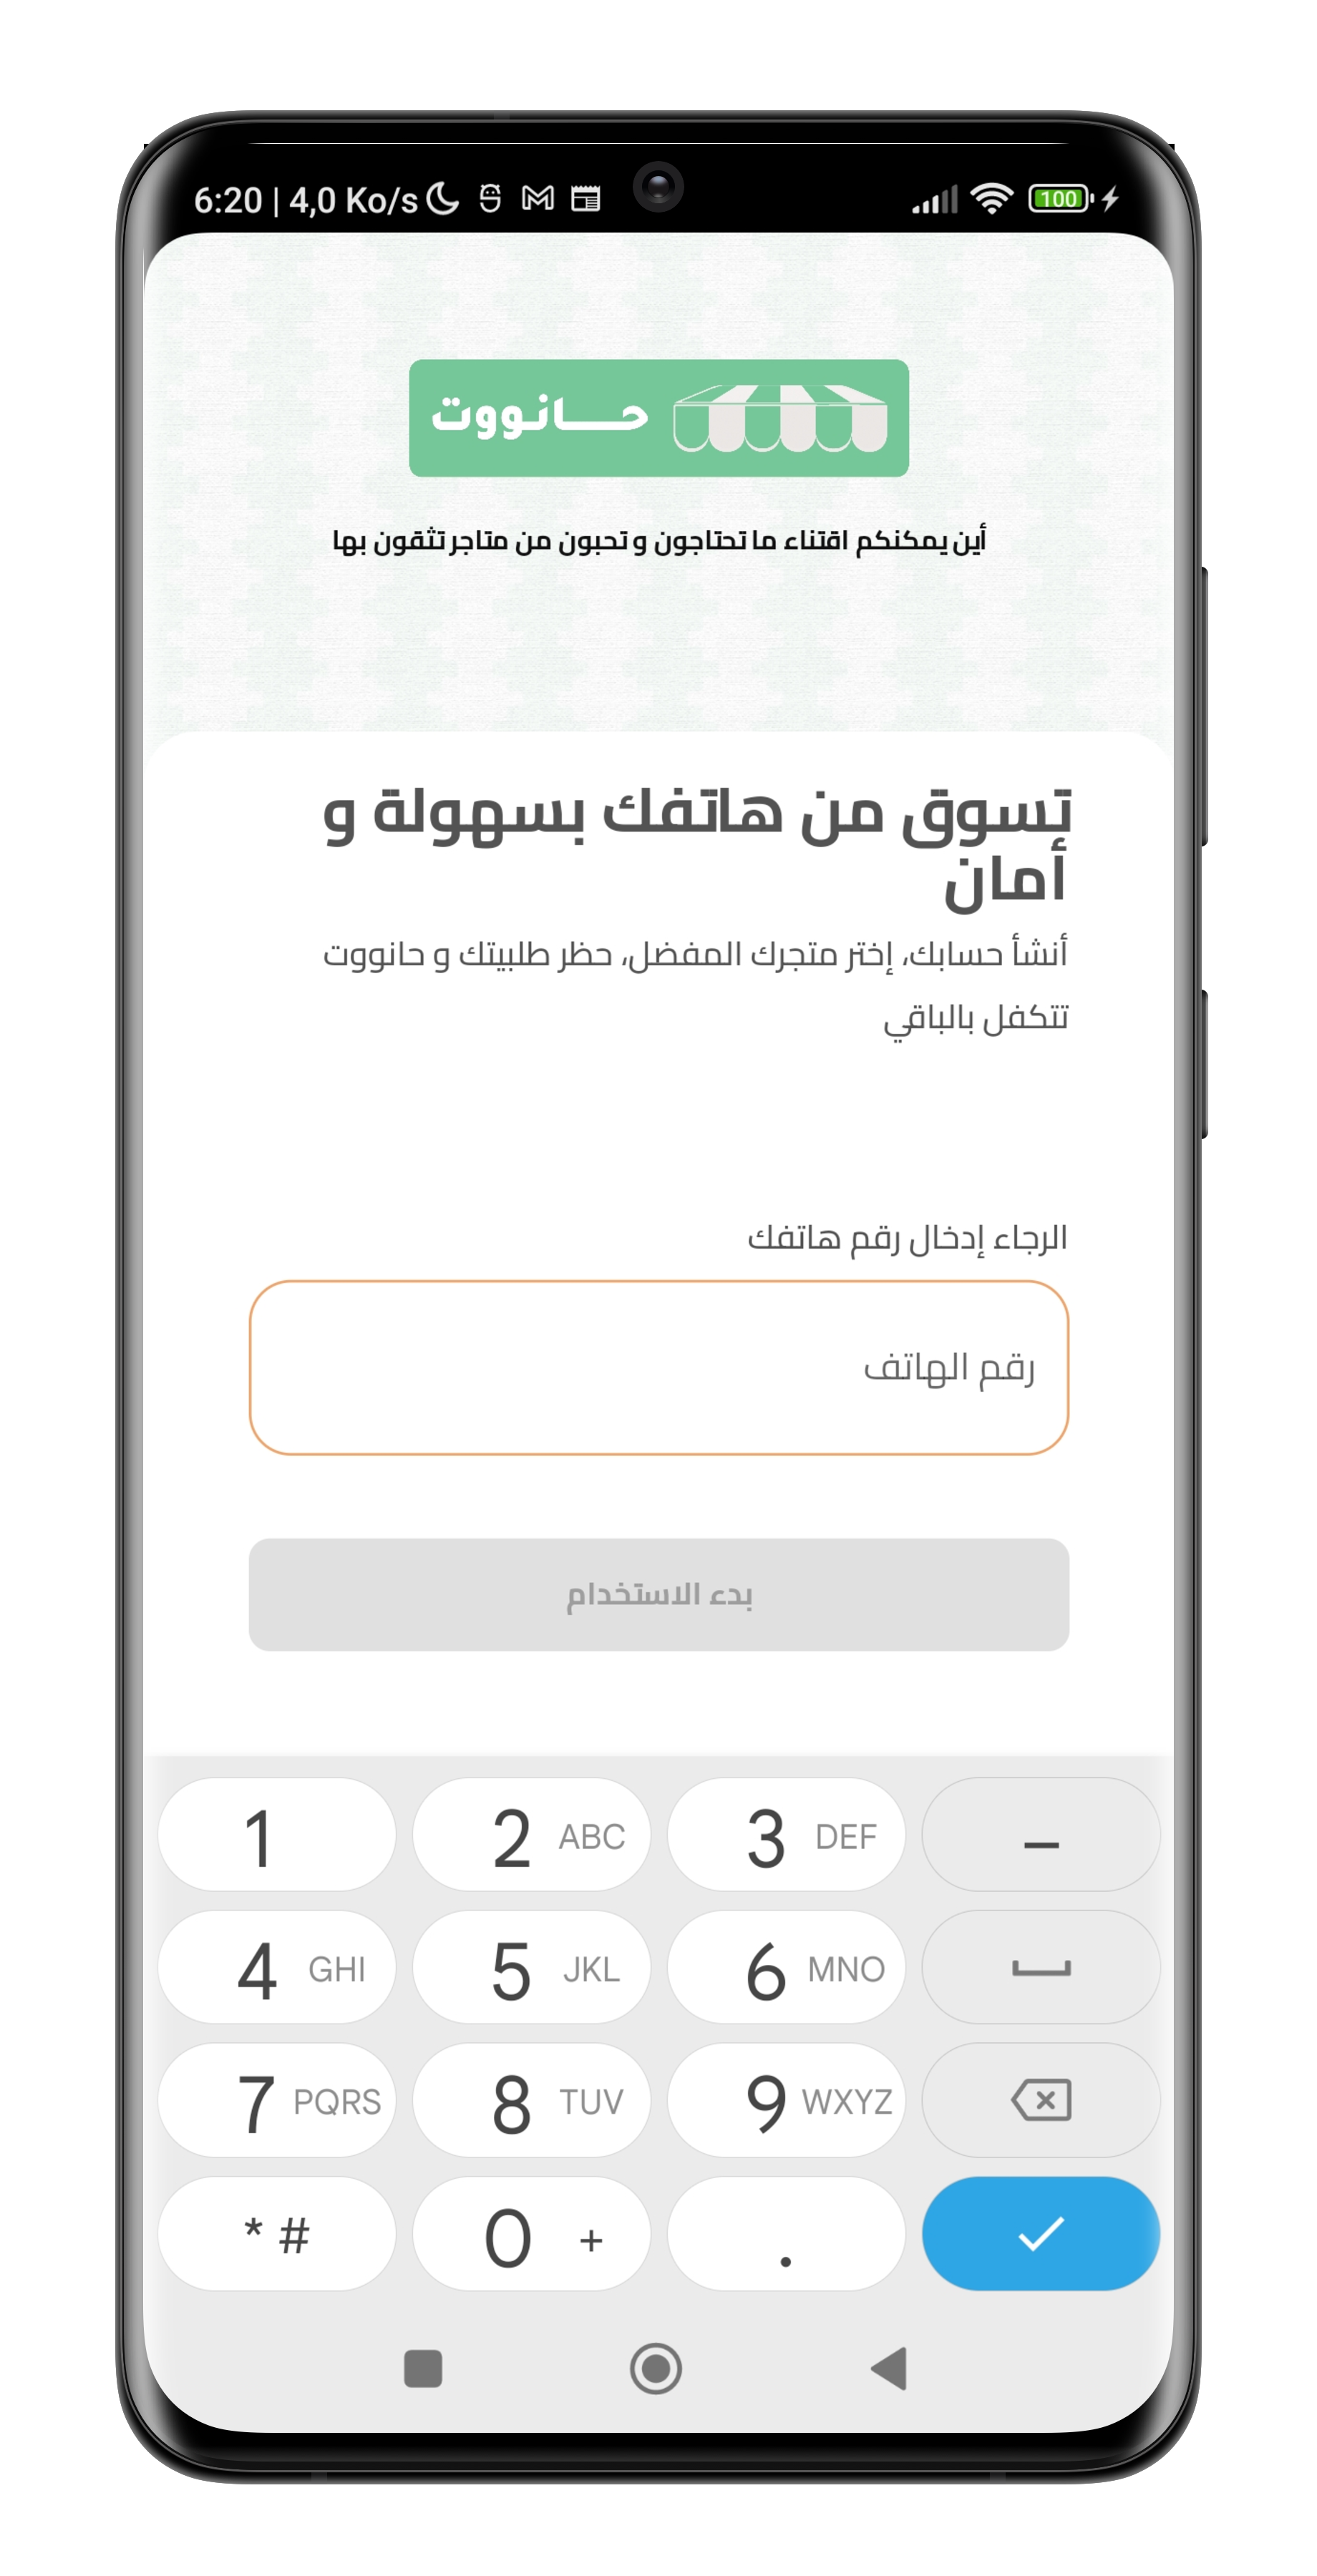 6:20 | 4,0 Ko/s
100
حـــانووت
أين يمكنكم اقتناء ما تحتاجون و تحبون من متاجر تثقون بها
تسوق من هاتفك بسهولة و
أمان
أنشأ حسابك، إختر متجرك المفضل، حظر طلبيتك و حانووت
تتكفل بالباقي
الرجاء إدخال رقم هاتفك
رقم الهاتف
بدء الاستخدام
1 2 ABC 3 DEF –
4 GHI 5 JKL 6 MNO
7 PQRS 8 TUV 9 WXYZ
* # 0 + .